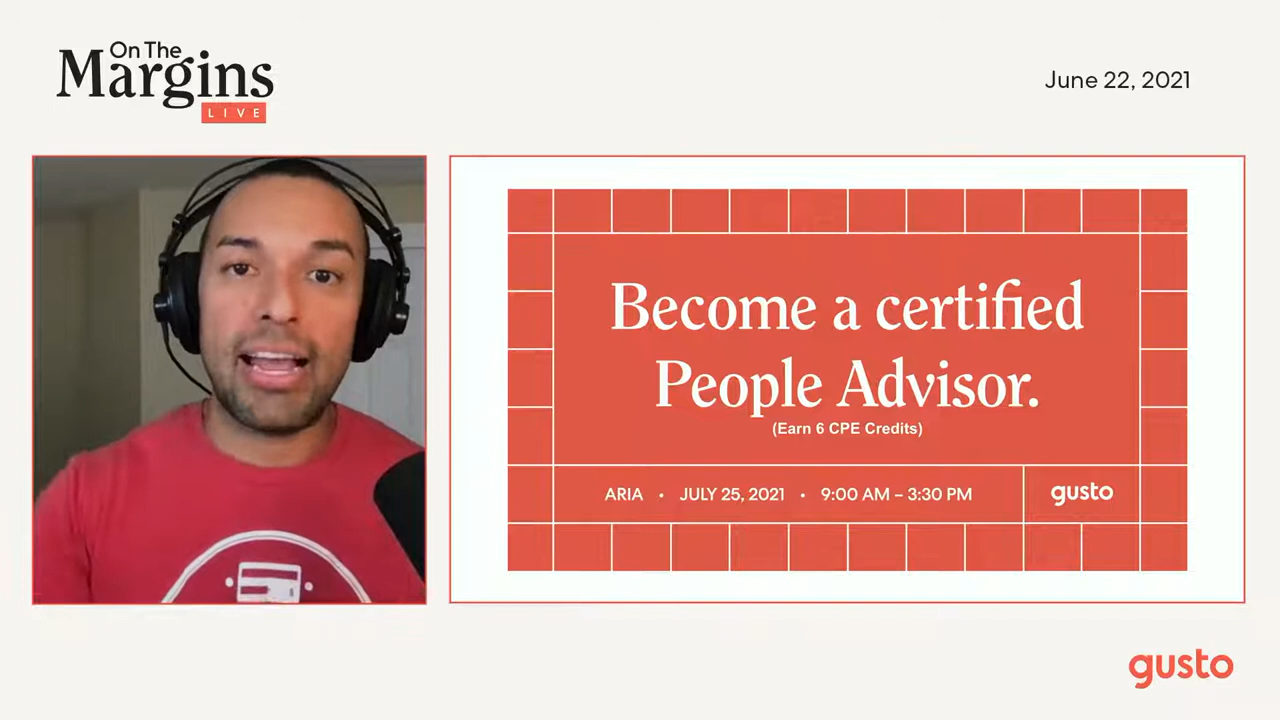 On The
Margins
LIVE
June 22, 2021
Become a certified
People Advisor.
(Earn 6 CPE Credits)
ARIA • JULY 25, 2021 • 9:00 AM – 3:30 PM
gusto
gusto